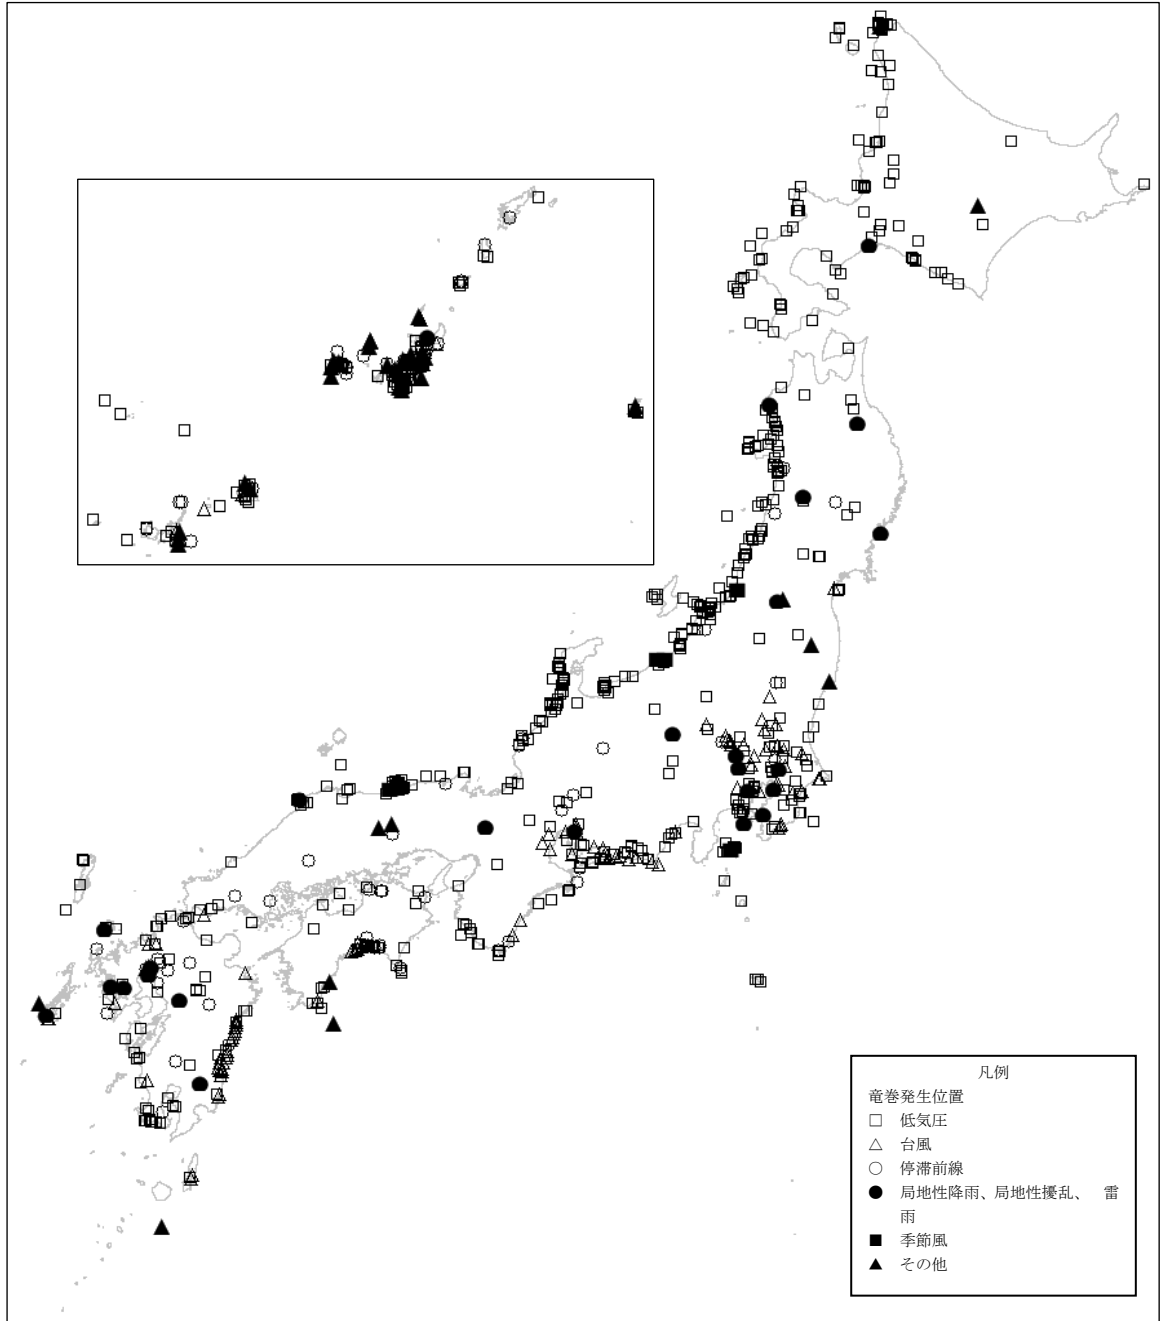 凡例
竜巻発生位置
□ 低気圧
△ 台風
○ 停滞前線
● 局地性降雨、局地性擾乱、 雷
雨
■ 季節風
▲ その他